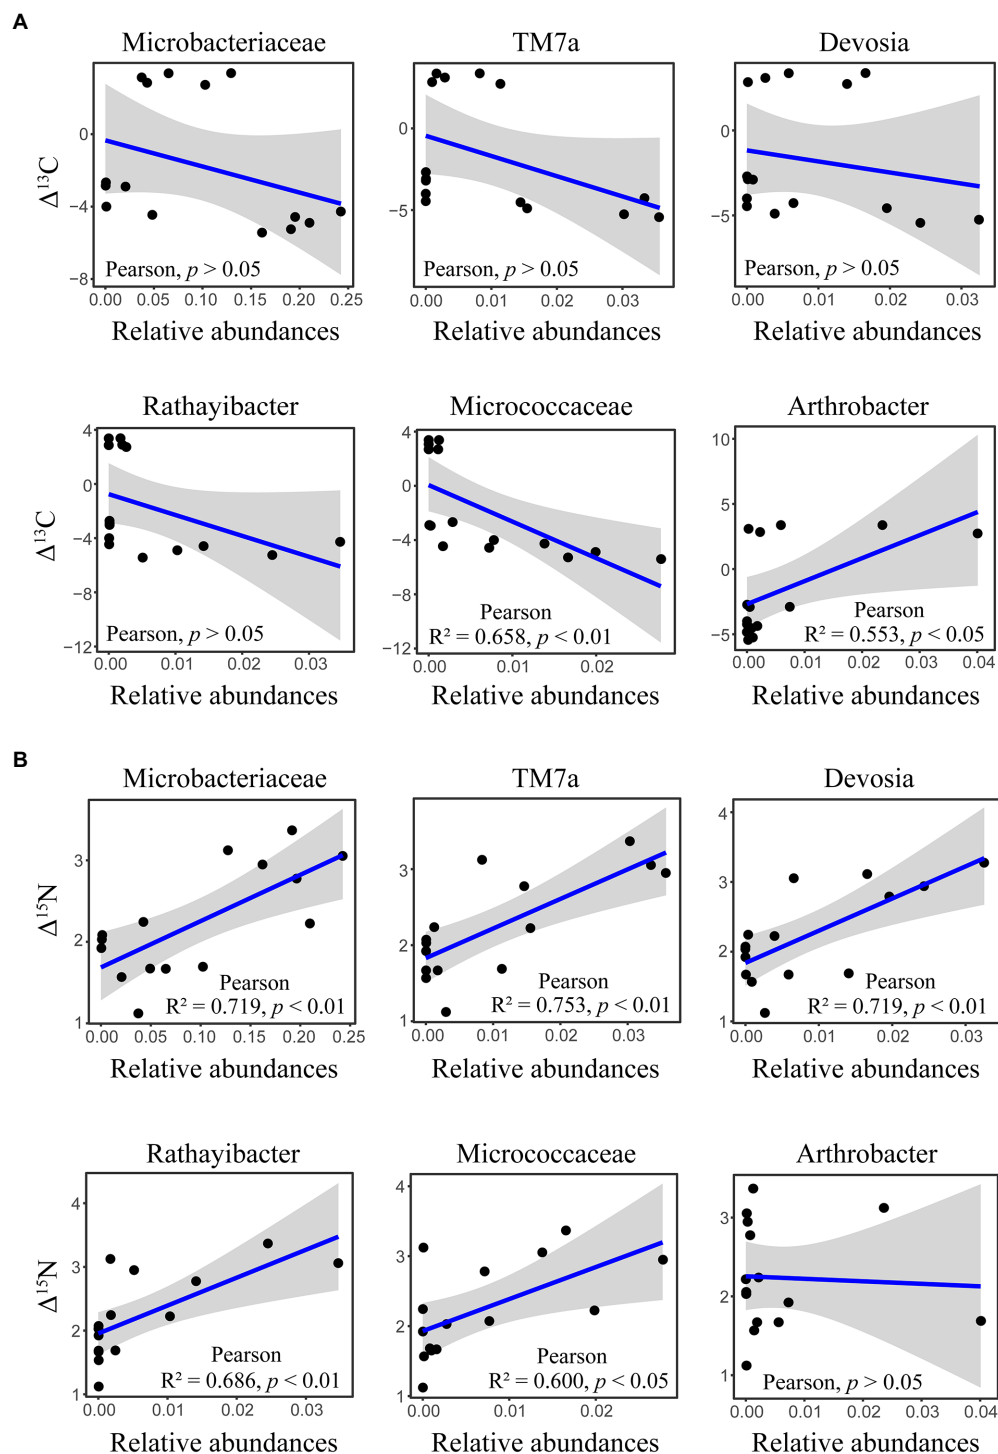 A
Microbacteriaceae TM7a Devosia
Δ¹³C
0
−4
−8
0.00 0.05 0.10 0.15 0.20 0.25
Pearson, p > 0.05
Relative abundances
0
−5
0.00 0.01 0.02 0.03
Pearson, p > 0.05
Relative abundances
0
−5
0.00 0.01 0.02 0.03
Pearson, p > 0.05
Relative abundances
Rathayibacter Micrococcaceae Arthrobacter
Δ¹³C
4
0
−4
−8
−12
Pearson, p > 0.05
0.00 0.01 0.02 0.03
Relative abundances
4
0
−4
−8
−12
Pearson
R² = 0.658, p < 0.01
0.00 0.01 0.02
Relative abundances
10
5
0
−5
Pearson
R² = 0.553, p < 0.05
0.00 0.01 0.02 0.03 0.04
Relative abundances
B
Microbacteriaceae TM7a Devosia
Δ¹⁵N
3
2
1
Pearson
R² = 0.719, p < 0.01
0.00 0.05 0.10 0.15 0.20 0.25
Relative abundances
3
2
1
Pearson
R² = 0.753, p < 0.01
0.00 0.01 0.02 0.03
Relative abundances
4
3
2
1
Pearson
R² = 0.719, p < 0.01
0.00 0.01 0.02 0.03
Relative abundances
Rathayibacter Micrococcaceae Arthrobacter
Δ¹⁵N
4
3
2
1
Pearson
R² = 0.686, p < 0.01
0.00 0.01 0.02 0.03
Relative abundances
4
3
2
1
Pearson
R² = 0.600, p < 0.05
0.00 0.01 0.02
Relative abundances
3
2
1
Pearson, p > 0.05
0.00 0.01 0.02 0.03 0.04
Relative abundances